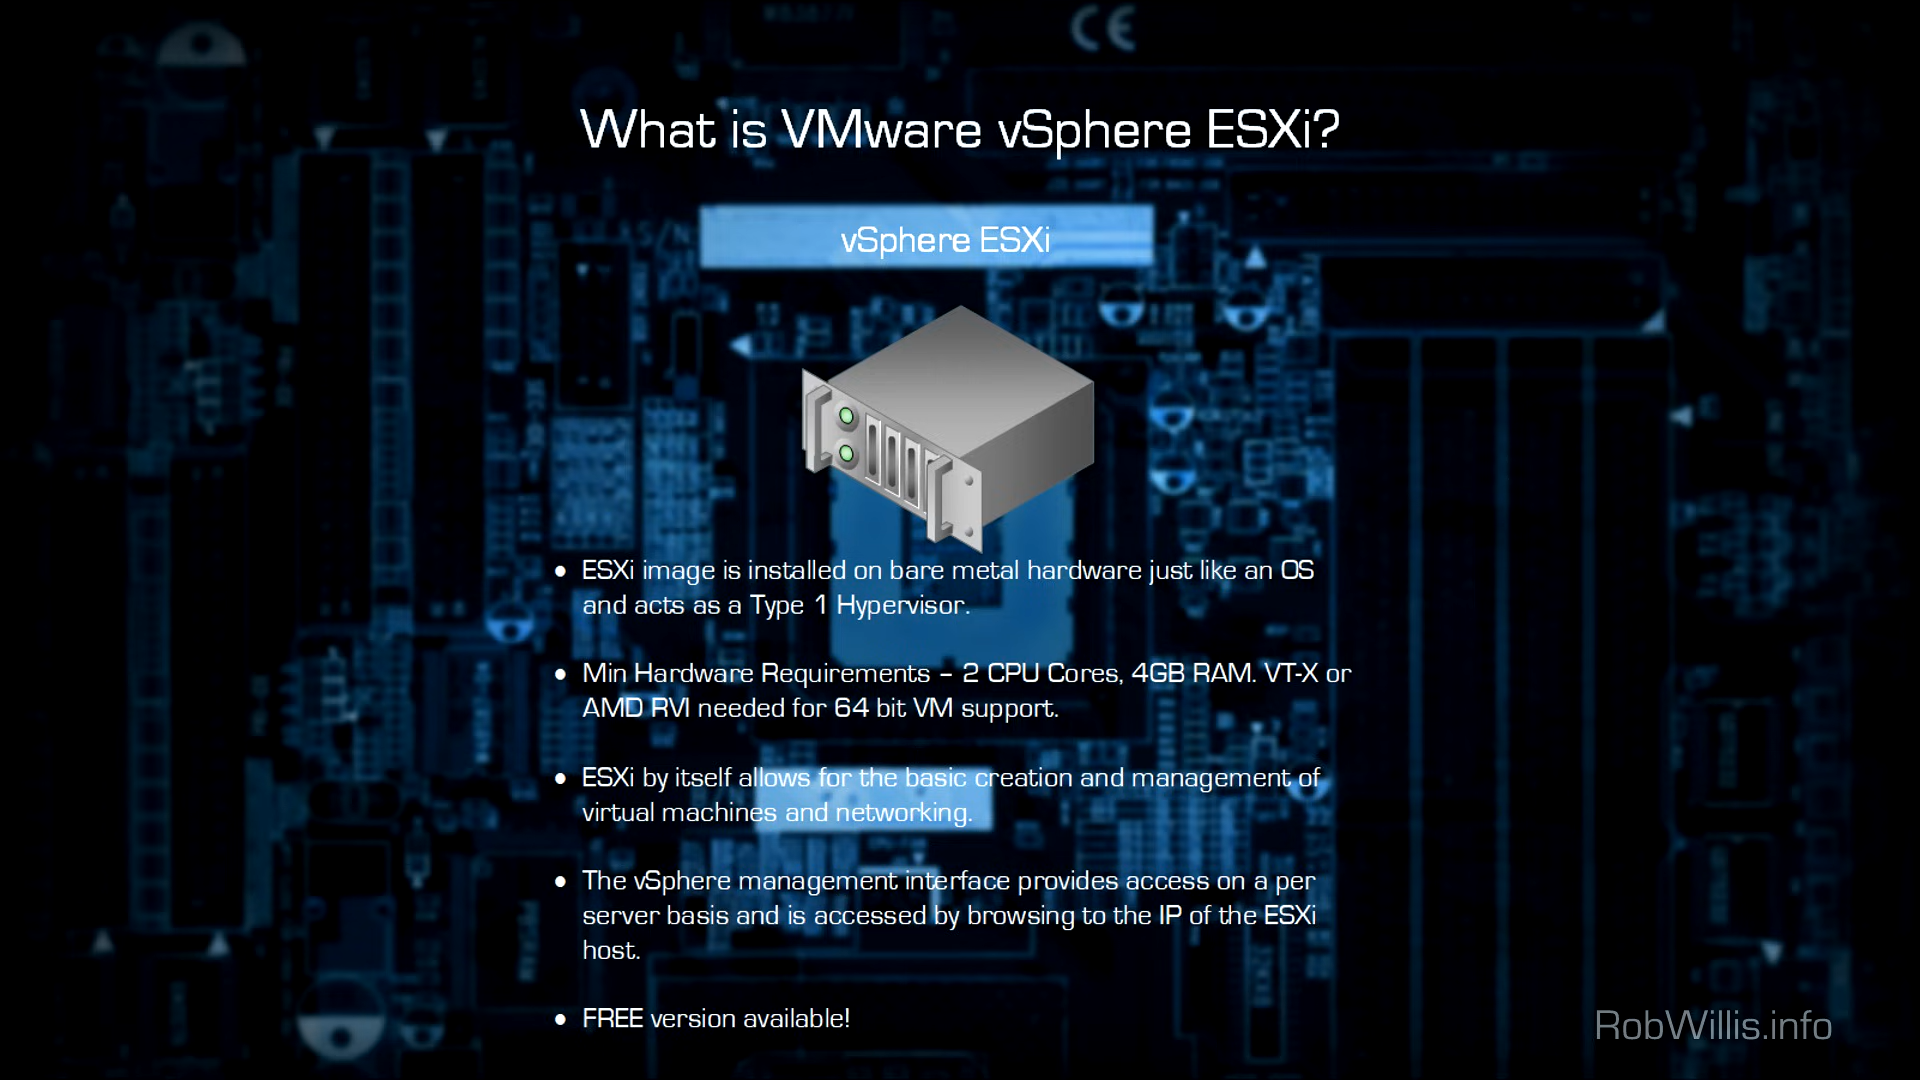 What is VMware vSphere ESXi?
vSphere ESXi
• ESXi image is installed on bare metal hardware just like an OS
and acts as a Type 1 Hypervisor.
• Min Hardware Requirements – 2 CPU Cores, 4GB RAM. VT-X or
AMD RVI needed for 64 bit VM support.
• ESXi by itself allows for the basic creation and management of
virtual machines and networking.
• The vSphere management interface provides access on a per
server basis and is accessed by browsing to the IP of the ESXi
host.
• FREE version available!
RobWillis.info
CE
S/N